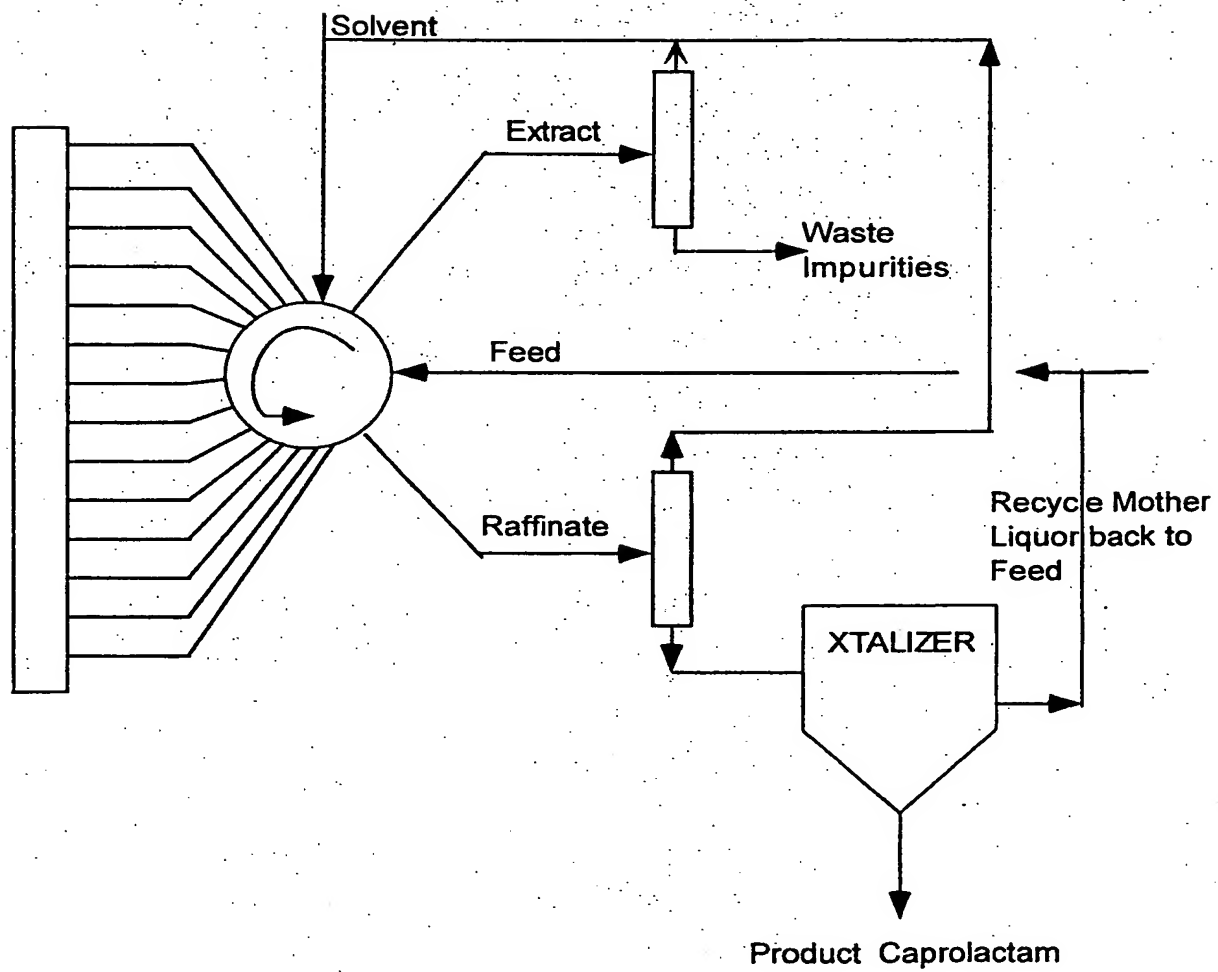 Solvent
Extract
Waste
Impurities
Feed
Raffinate
Recycle Mother
Liquor back to
Feed
XTALIZER
Product Caprolactam